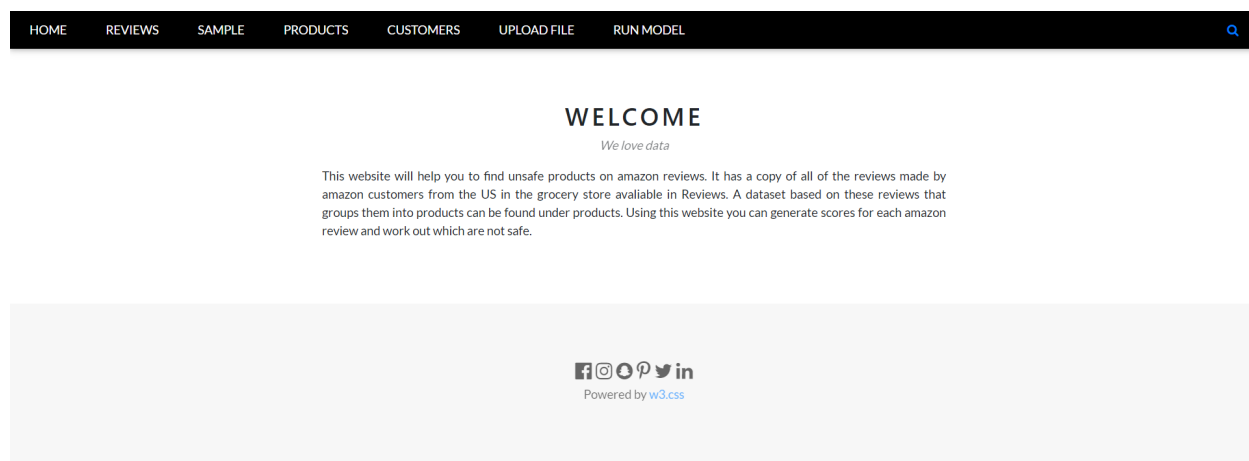 HOME REVIEWS SAMPLE PRODUCTS CUSTOMERS UPLOAD FILE RUN MODEL
WELCOME
We love data
This website will help you to find unsafe products on amazon reviews. It has a copy of all of the reviews made by
amazon customers from the US in the grocery store avaliable in Reviews. A dataset based on these reviews that
groups them into products can be found under products. Using this website you can generate scores for each amazon
review and work out which are not safe.
Powered by w3.css